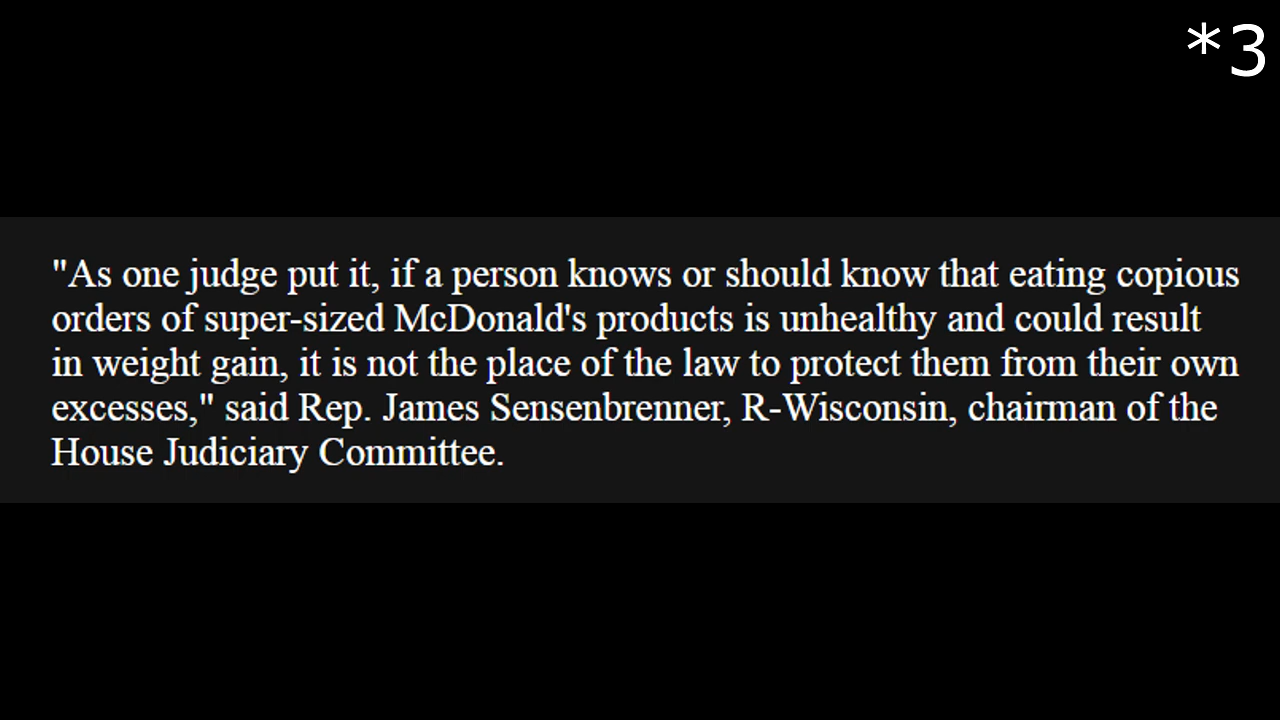 *3
"As one judge put it, if a person knows or should know that eating copious
orders of super-sized McDonald's products is unhealthy and could result
in weight gain, it is not the place of the law to protect them from their own
excesses," said Rep. James Sensenbrenner, R-Wisconsin, chairman of the
House Judiciary Committee.